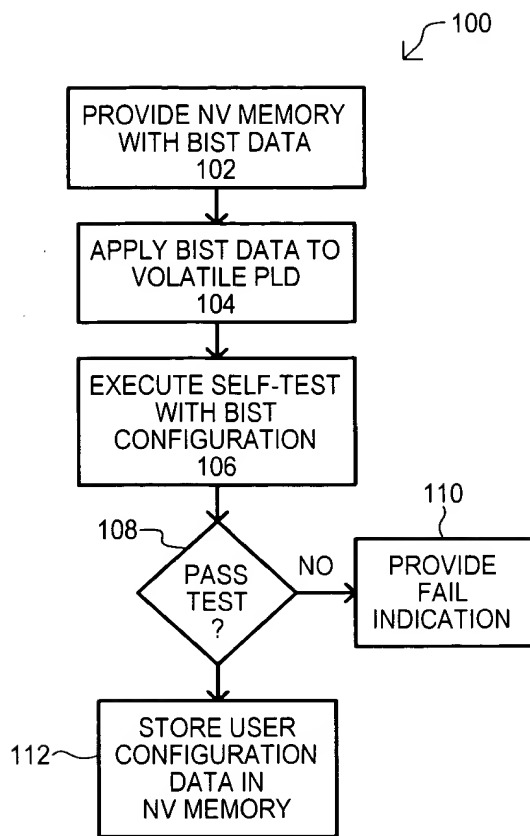 100
PROVIDE NV MEMORY
WITH BIST DATA
102
APPLY BIST DATA TO
VOLATILE PLD
104
EXECUTE SELF-TEST
WITH BIST
CONFIGURATION
106
108
PASS
TEST
?
NO
110
PROVIDE
FAIL
INDICATION
112
STORE USER
CONFIGURATION
DATA IN
NV MEMORY